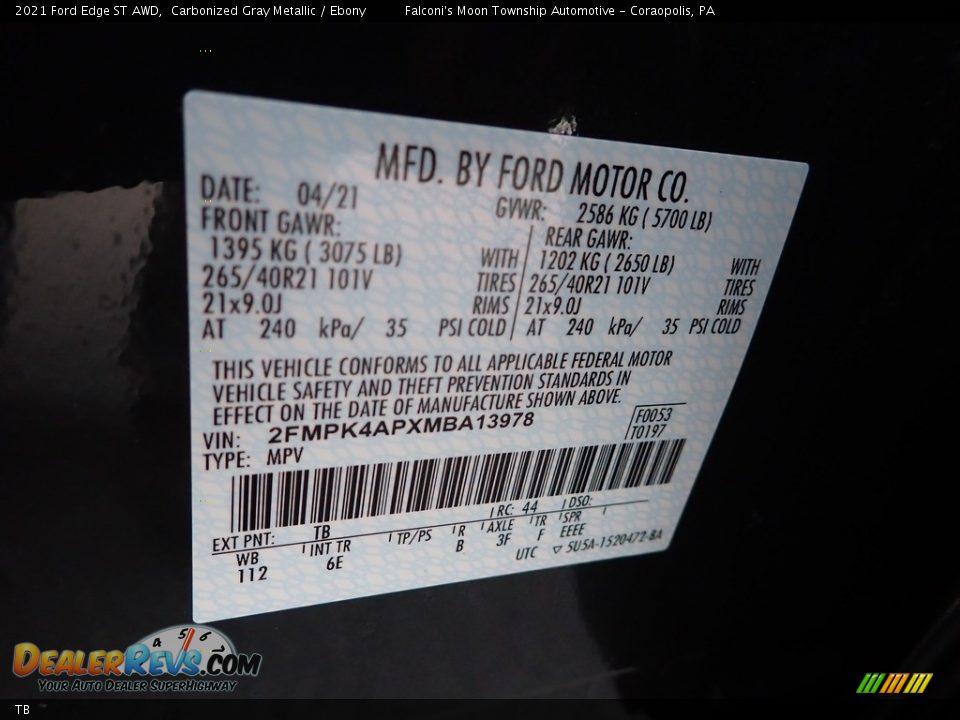 2021 Ford Edge ST AWD, Carbonized Gray Metallic / Ebony Falconi's Moon Township Automotive - Coraopolis, PA
MFD. BY FORD MOTOR CO.
DATE: 04/21 GVWR: 2586 KG ( 5700 LB)
FRONT GAWR: REAR GAWR:
1395 KG ( 3075 LB) WITH 1202 KG ( 2650 LB) WITH
265/40R21 101V TIRES 265/40R21 101V TIRES
21x9.0J RIMS 21x9.0J RIMS
AT 240 kPa/ 35 PSI COLD AT 240 kPa/ 35 PSI COLD
THIS VEHICLE CONFORMS TO ALL APPLICABLE FEDERAL MOTOR
VEHICLE SAFETY AND THEFT PREVENTION STANDARDS IN
EFFECT ON THE DATE OF MANUFACTURE SHOWN ABOVE.
VIN: 2FMPK4APXMBA13978 F0053
TYPE: MPV T0197
EXT PNT: TB RC: 44 DSO:
WB INT TR TP/PS R AXLE TR SPR
112 6E B 3F F EEEE
UTC ▽ 5U5A-1520472-BA
4 5 6
DealerRevs.com
Your Auto Dealer SuperHighway
TB